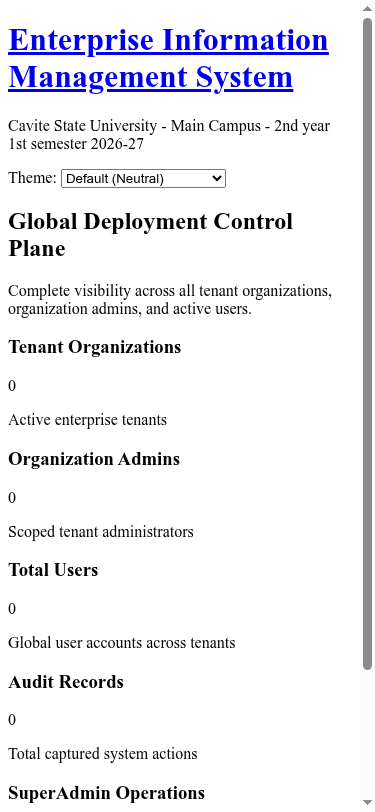 Enterprise Information
Management System
Cavite State University - Main Campus - 2nd year
1st semester 2026-27
Theme: Default (Neutral)
Global Deployment Control
Plane
Complete visibility across all tenant organizations,
organization admins, and active users.
Tenant Organizations
0
Active enterprise tenants
Organization Admins
0
Scoped tenant administrators
Total Users
0
Global user accounts across tenants
Audit Records
0
Total captured system actions
SuperAdmin Operations